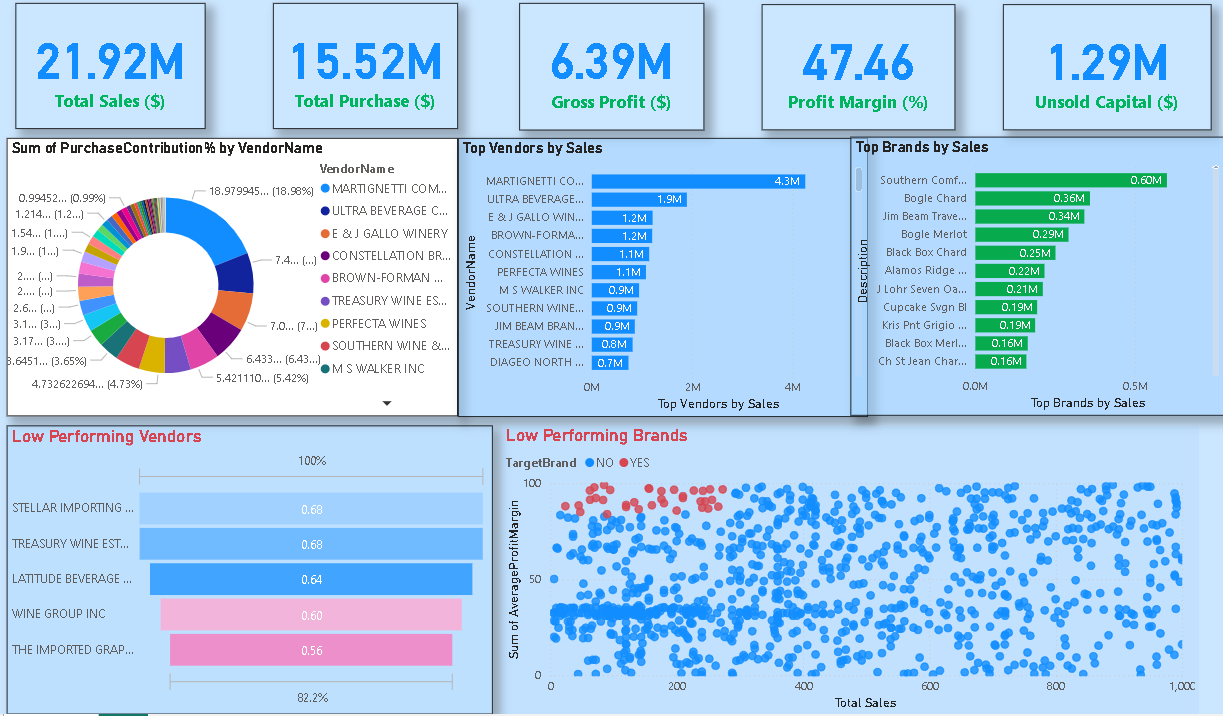 21.92M
Total Sales ($)
15.52M
Total Purchase ($)
6.39M
Gross Profit ($)
47.46
Profit Margin (%)
1.29M
Unsold Capital ($)
Sum of PurchaseContribution% by VendorName
VendorName
MARTIGNETTI COM...
ULTRA BEVERAGE C...
E & J GALLO WINERY
CONSTELLATION BR...
BROWN-FORMAN ...
TREASURY WINE ES...
PERFECTA WINES
SOUTHERN WINE &...
M S WALKER INC
18.979945... (18.98%)
7.4... (...)
7.0... (7...)
6.433... (6.43...)
5.421110... (5.42%)
4.732622694... (4.73%)
3.6451... (3.65%)
3.17... (3...)
3.1... (3...)
2.6... (...)
2.... (...)
2.... (...)
1.9... (1...)
1.54... (1....)
1.214... (1.2...)
0.99452... (0.99%)
Top Vendors by Sales
VendorName
MARTIGNETTI CO... 4.3M
ULTRA BEVERAGE... 1.9M
E & J GALLO WIN... 1.2M
BROWN-FORMA... 1.2M
CONSTELLATION ... 1.1M
PERFECTA WINES 1.1M
M S WALKER INC 0.9M
SOUTHERN WINE... 0.9M
JIM BEAM BRAN... 0.9M
TREASURY WINE ... 0.8M
DIAGEO NORTH ... 0.7M
0M 2M 4M
Top Vendors by Sales
Top Brands by Sales
Description
Southern Comf... 0.60M
Bogle Chard 0.36M
Jim Beam Trave... 0.34M
Bogle Merlot 0.29M
Black Box Chard 0.25M
Alamos Ridge ... 0.22M
J Lohr Seven Oa... 0.21M
Cupcake Svgn Bl 0.19M
Kris Pnt Grigio ... 0.19M
Black Box Merl... 0.16M
Ch St Jean Char... 0.16M
0.0M 0.5M
Top Brands by Sales
Low Performing Vendors
100%
STELLAR IMPORTING ... 0.68
TREASURY WINE EST... 0.68
LATITUDE BEVERAGE ... 0.64
WINE GROUP INC 0.60
THE IMPORTED GRAP... 0.56
82.2%
Low Performing Brands
TargetBrand NO YES
Sum of AverageProfitMargin
100
50
0
0 200 400 600 800 1,000
Total Sales